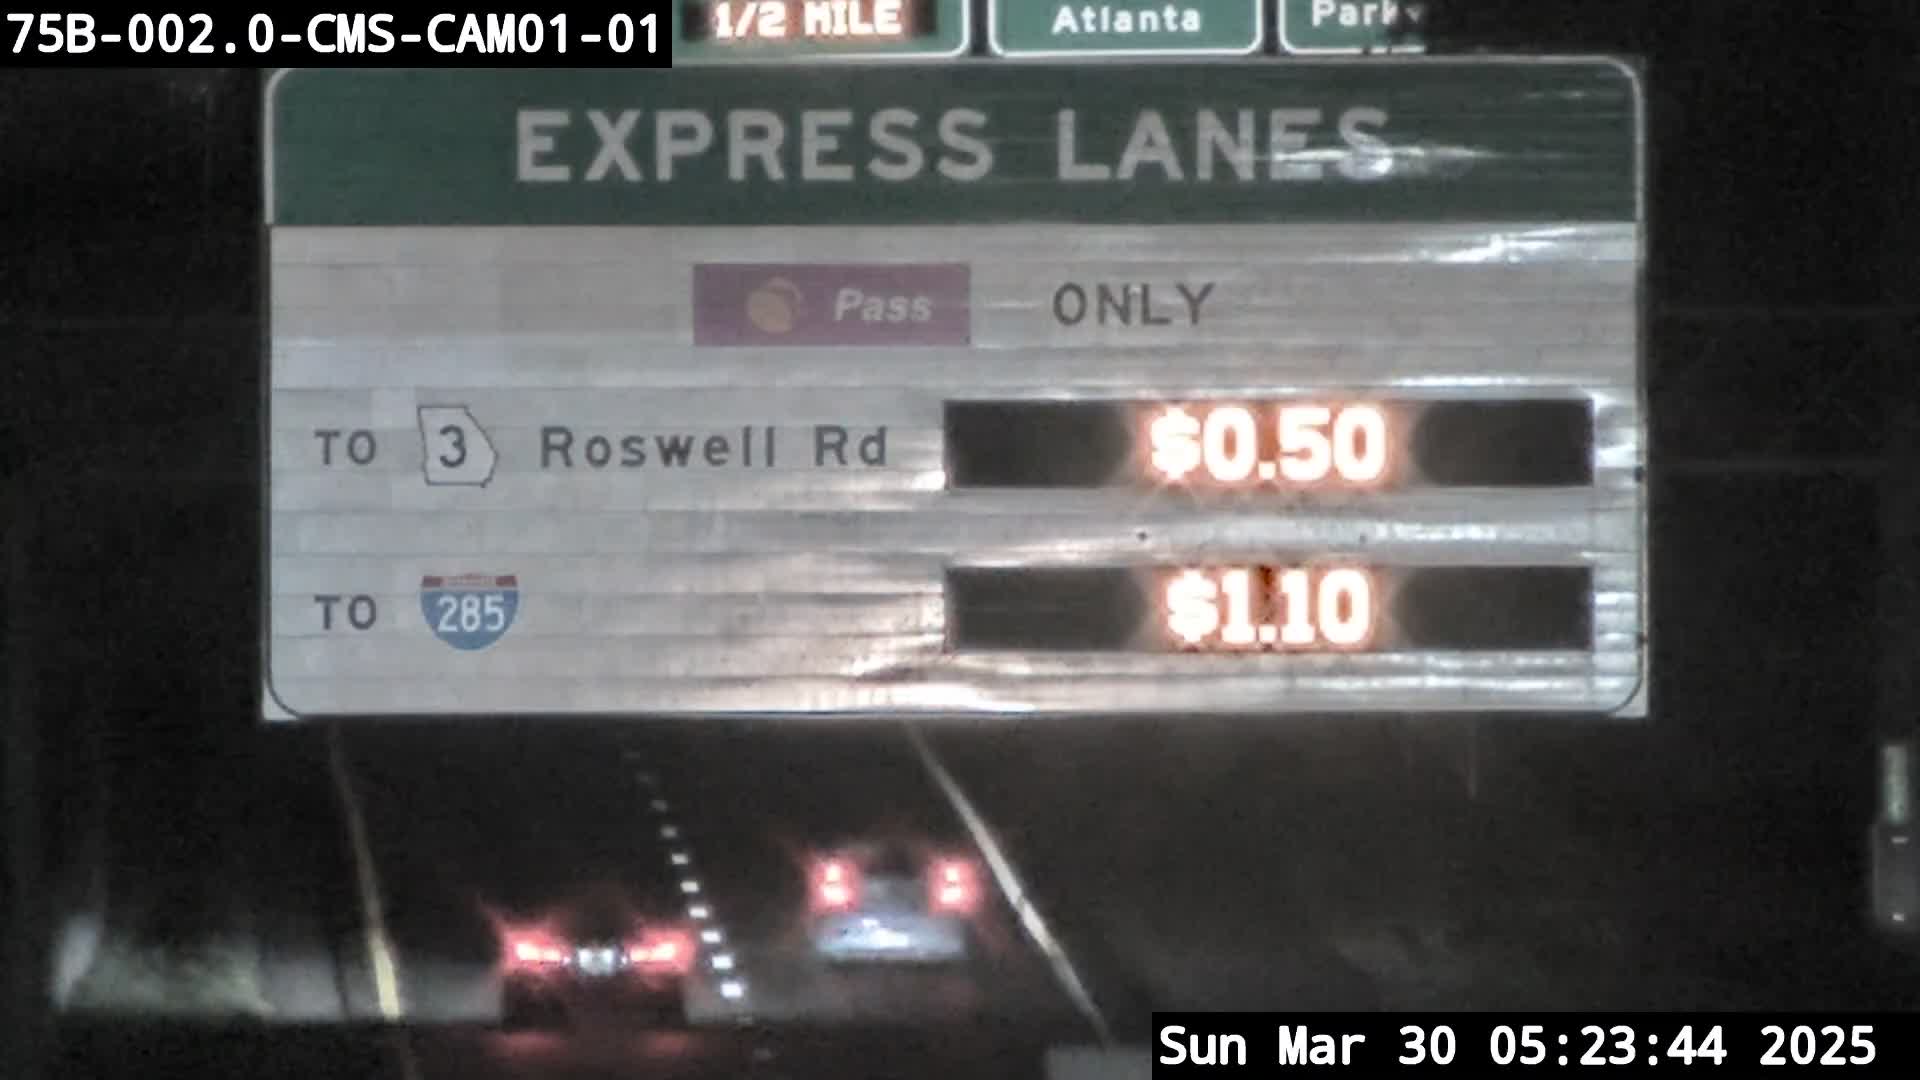 75B-002.0-CMS-CAM01-01
1/2 MILE
Atlanta
EXPRESS LANES
Pass ONLY
TO 3 Roswell Rd $0.50
TO 285 $1.10
Sun Mar 30 05:23:44 2025